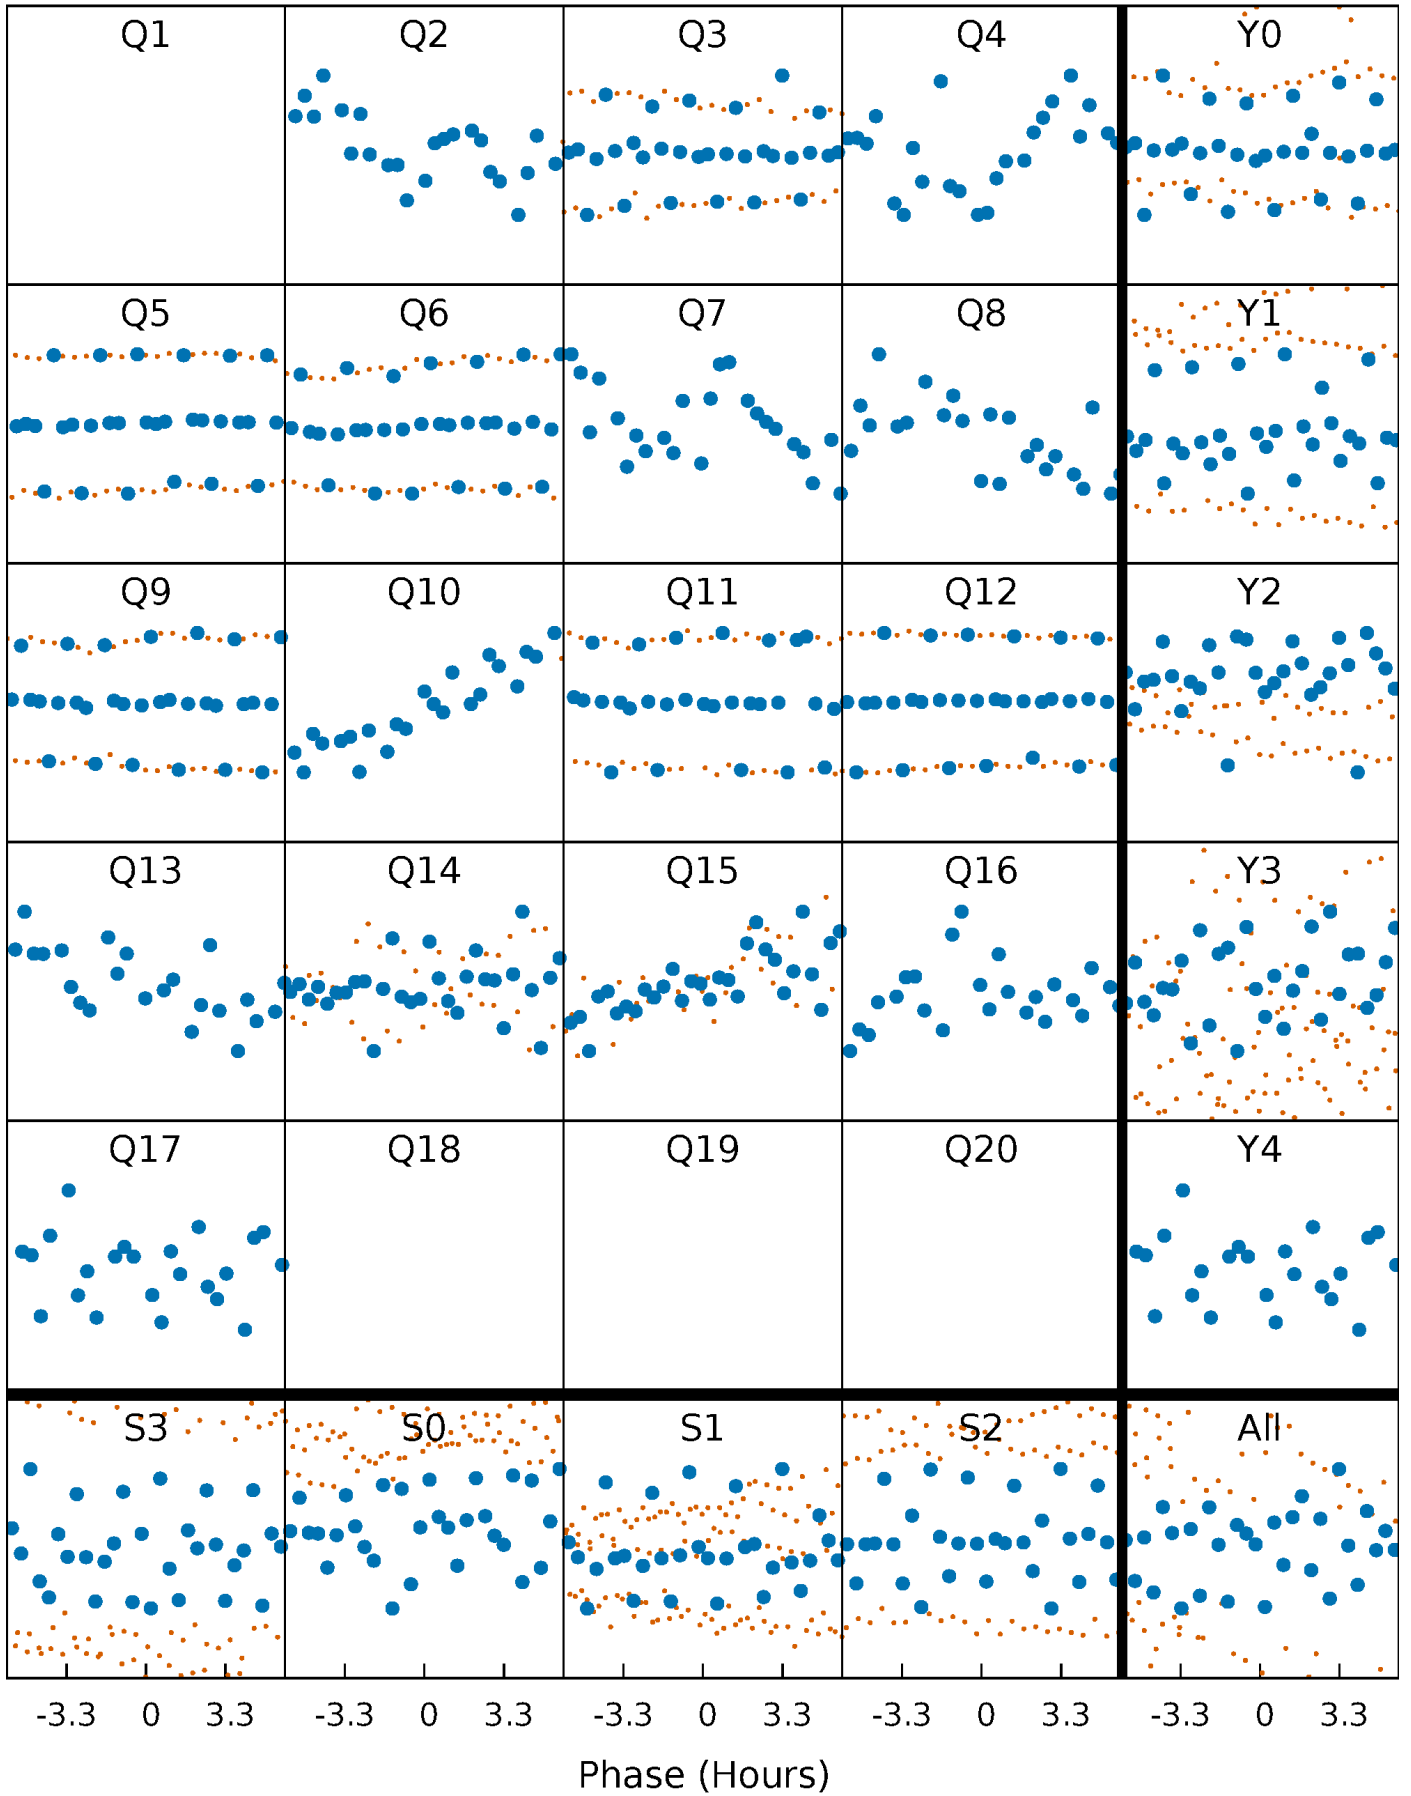 Q1 Q2 Q3 Q4 Y0
Q5 Q6 Q7 Q8 Y1
Q9 Q10 Q11 Q12 Y2
Q13 Q14 Q15 Q16 Y3
Q17 Q18 Q19 Q20 Y4
S3 S0 S1 S2 All
-3.3 0 3.3 -3.3 0 3.3 -3.3 0 3.3 -3.3 0 3.3 -3.3 0 3.3
Phase (Hours)